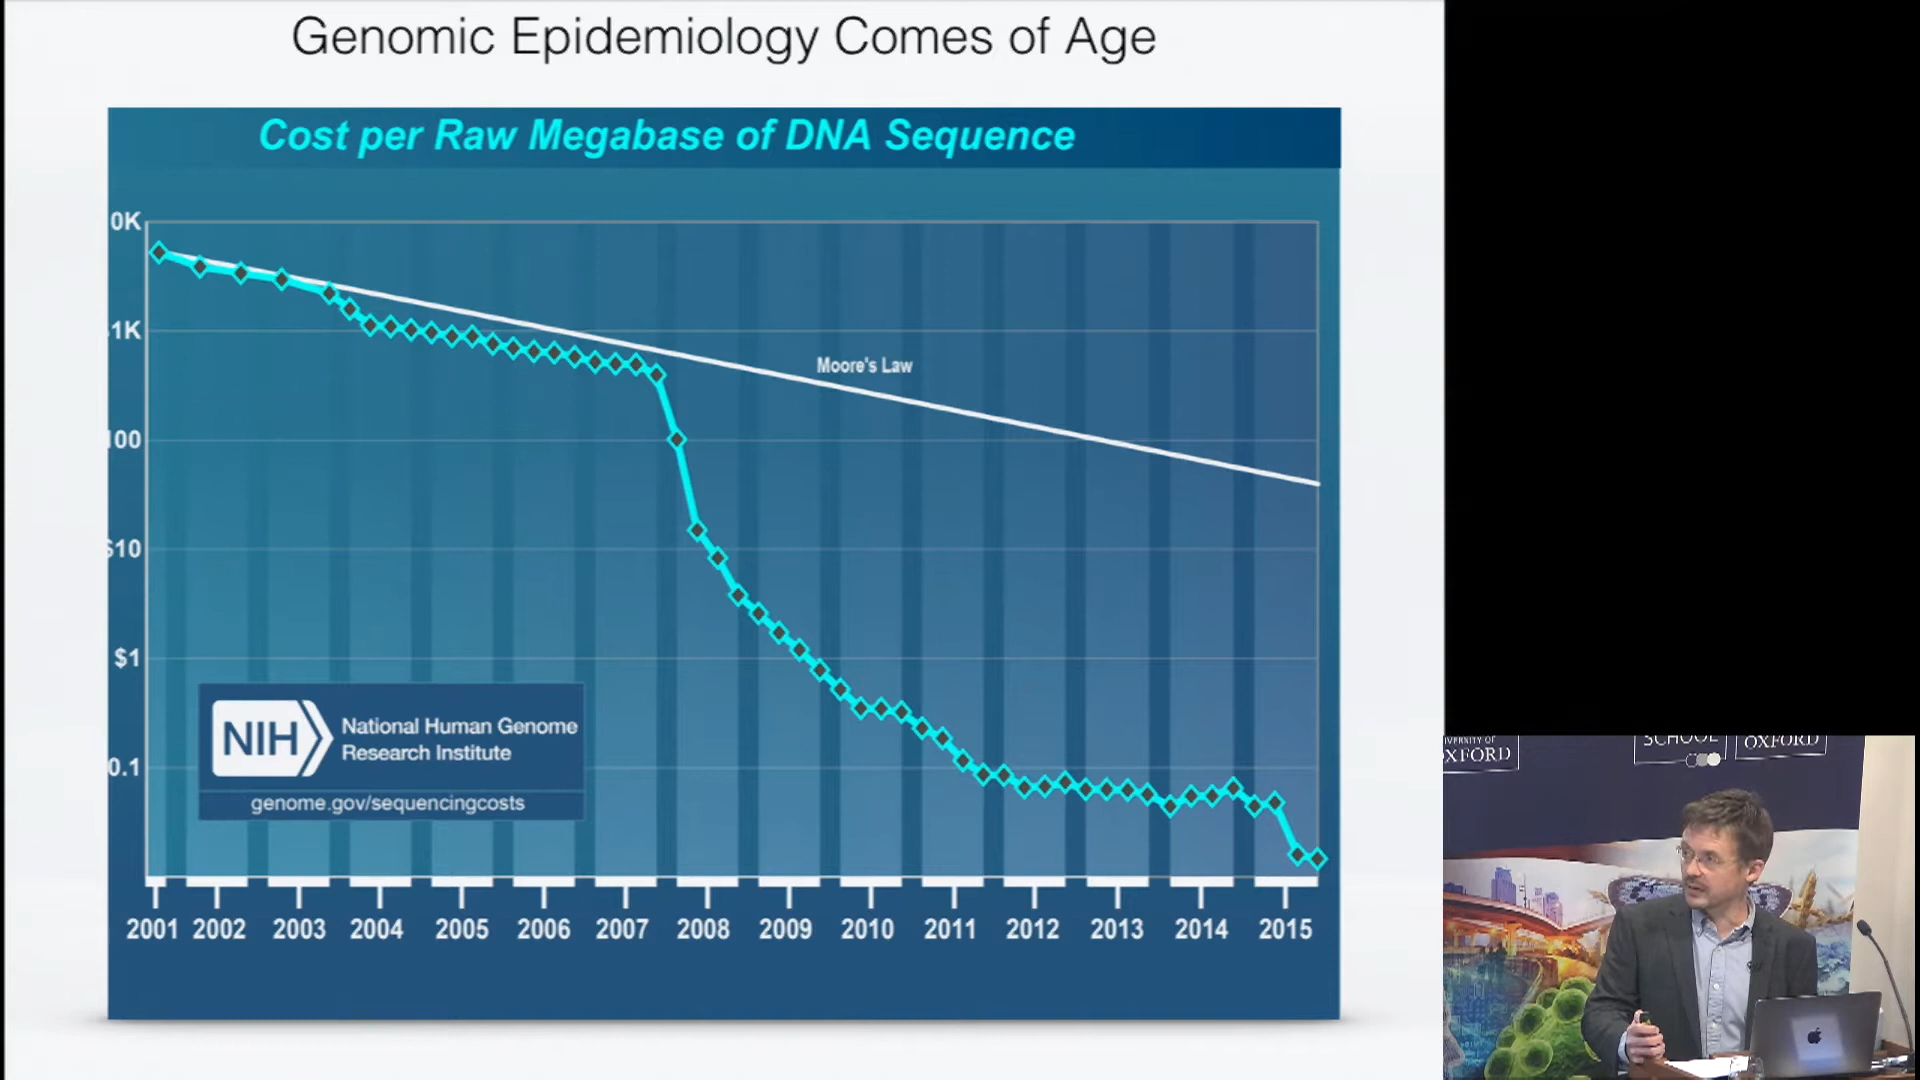 Genomic Epidemiology Comes of Age
Cost per Raw Megabase of DNA Sequence
0K
1K
Moore's Law
100
$10
$1
0.1
NIH
National Human Genome
Research Institute
genome.gov/sequencingcosts
2001 2002 2003 2004 2005 2006 2007 2008 2009 2010 2011 2012 2013 2014 2015
OXFORD
SCHOOL
OXFORD